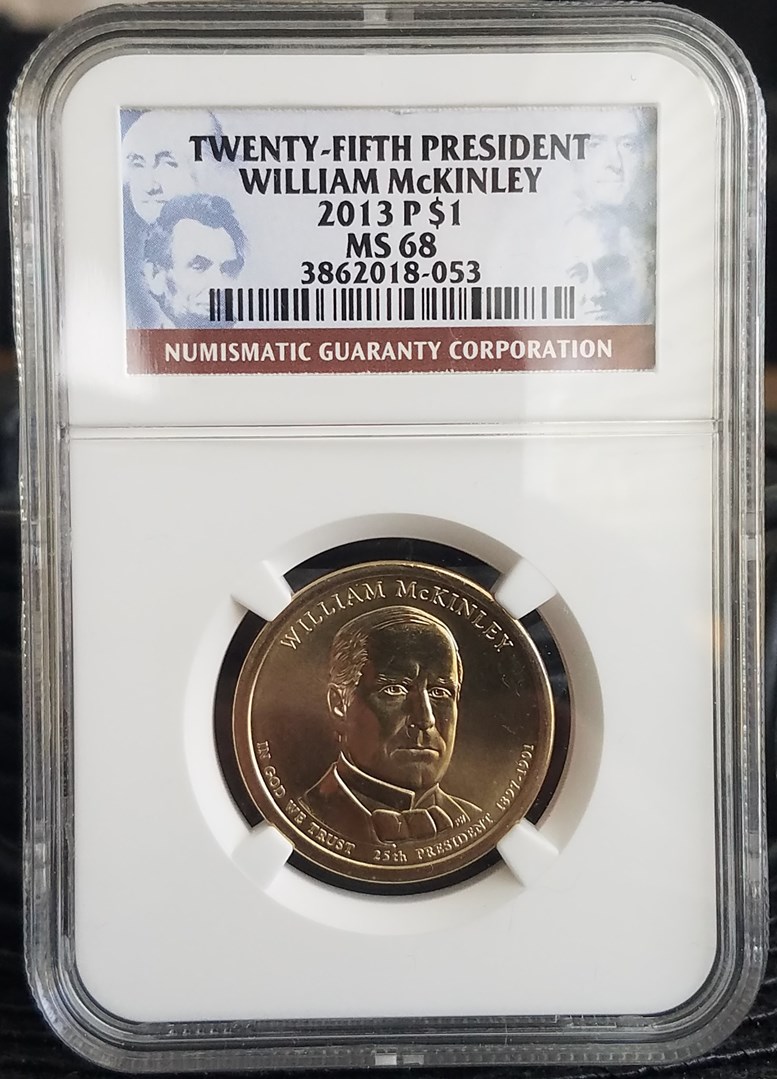 TWENTY-FIFTH PRESIDENT
WILLIAM McKINLEY
2013 P $1
MS 68
3862018-053
NUMISMATIC GUARANTY CORPORATION
WILLIAM McKINLEY
IN GOD WE TRUST
25th PRESIDENT 1897-1901